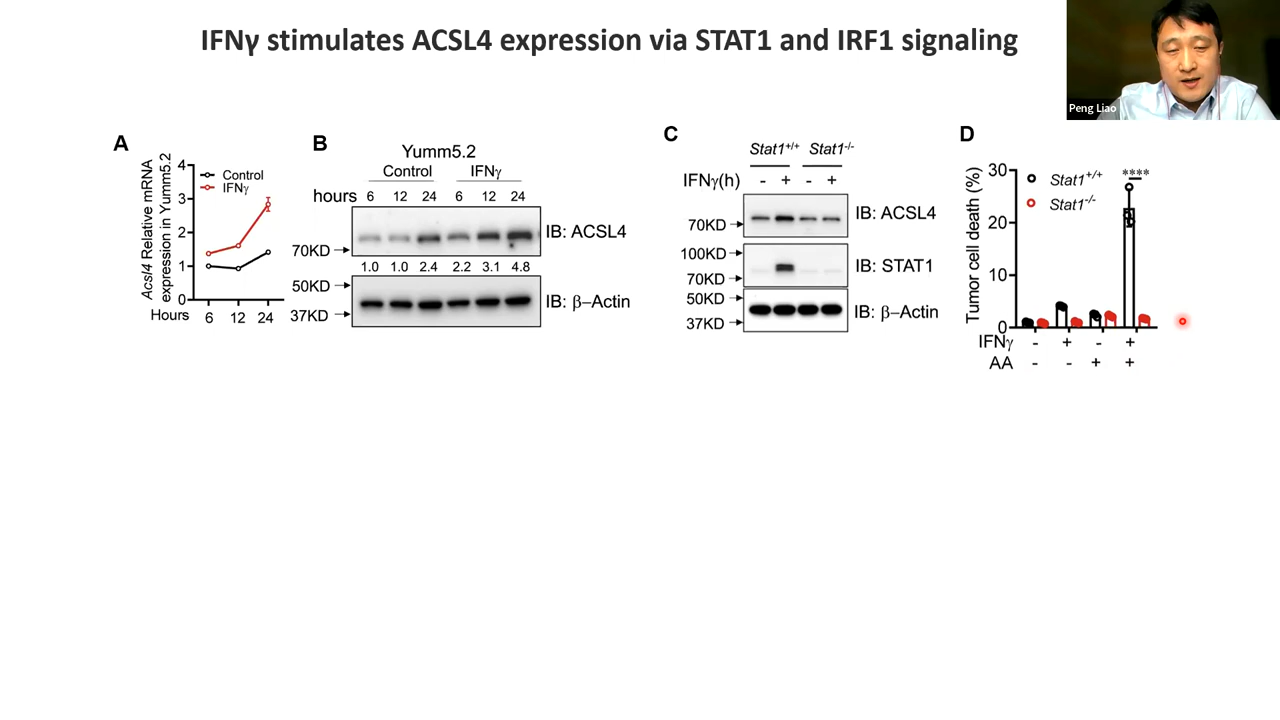 IFNγ stimulates ACSL4 expression via STAT1 and IRF1 signaling
Peng Liao
A
Acsl4 Relative mRNA
expression in Yumm5.2
4
3
2
1
0
Control
IFNγ
Hours
6 12 24
B
Yumm5.2
Control IFNγ
hours 6 12 24 6 12 24
IB: ACSL4
70KD
1.0 1.0 2.4 2.2 3.1 4.8
50KD
IB: β–Actin
37KD
C
Stat1+/+ Stat1-/-
IFNγ(h) - + - +
IB: ACSL4
70KD
100KD
IB: STAT1
70KD
50KD
IB: β–Actin
37KD
D
Tumor cell death (%)
30
20
10
0
Stat1+/+
Stat1-/-
****
IFNγ - + - +
AA - - + +